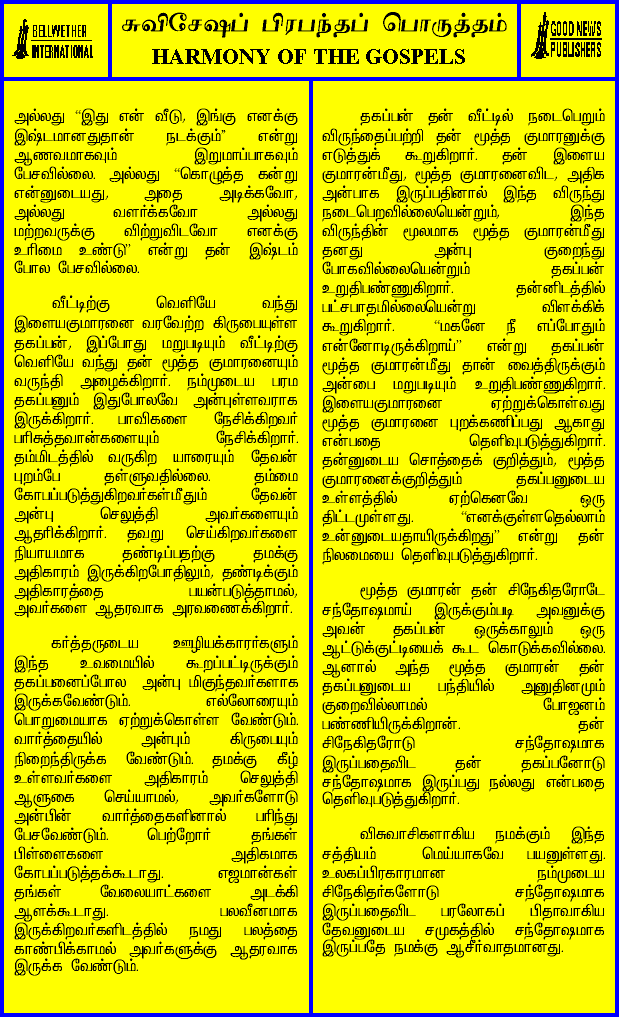 BELLWETHER
INTERNATIONAL
சுவிசேஷப் பிரபந்தப் பொருத்தம்
HARMONY OF THE GOSPELS
GOOD NEWS
PUBLISHERS
அல்லது “இது என் வீடு, இங்கு எனக்கு
இஷ்டமானதுதான் நடக்கும்” என்று
ஆணவமாகவும் இறுமாப்பாகவும்
பேசவில்லை. அல்லது “கொழுத்த கன்று
என்னுடையது, அதை அடிக்கவோ,
அல்லது வளர்க்கவோ அல்லது
மற்றவருக்கு விற்றுவிடவோ எனக்கு
உரிமை உண்டு” என்று தன் இஷ்டம்
போல பேசவில்லை.
வீட்டிற்கு வெளியே வந்து
இளையகுமாரனை வரவேற்ற கிருபையுள்ள
தகப்பன், இப்போது மறுபடியும் வீட்டிற்கு
வெளியே வந்து தன் மூத்த குமாரனையும்
வருந்தி அழைக்கிறார். நம்முடைய பரம
தகப்பனும் இதுபோலவே அன்புள்ளவராக
இருக்கிறார். பாவிகளை நேசிக்கிறவர்
பரிசுத்தவான்களையும் நேசிக்கிறார்.
தம்மிடத்தில் வருகிற யாரையும் தேவன்
புறம்பே தள்ளுவதில்லை. தம்மை
கோபப்படுத்துகிறவர்கள்மீதும் தேவன்
அன்பு செலுத்தி அவர்களையும்
ஆதரிக்கிறார். தவறு செய்கிறவர்களை
நியாயமாக தண்டிப்பதற்கு தமக்கு
அதிகாரம் இருக்கிறபோதிலும், தண்டிக்கும்
அதிகாரத்தை பயன்படுத்தாமல்,
அவர்களை ஆதரவாக அரவணைக்கிறார்.
கர்த்தருடைய ஊழியக்காரர்களும்
இந்த உவமையில் கூறப்பட்டிருக்கும்
தகப்பனைப்போல அன்பு மிகுந்தவர்களாக
இருக்கவேண்டும். எல்லோரையும்
பொறுமையாக ஏற்றுக்கொள்ள வேண்டும்.
வார்த்தையில் அன்பும் கிருபையும்
நிறைந்திருக்க வேண்டும். தமக்கு கீழ்
உள்ளவர்களை அதிகாரம் செலுத்தி
ஆளுகை செய்யாமல், அவர்களோடு
அன்பின் வார்த்தைகளினால் பரிந்து
பேசவேண்டும். பெற்றோர் தங்கள்
பிள்ளைகளை அதிகமாக
கோபப்படுத்தக்கூடாது. எஜமான்கள்
தங்கள் வேலையாட்களை அடக்கி
ஆளக்கூடாது. பலவீனமாக
இருக்கிறவர்களிடத்தில் நமது பலத்தை
காண்பிக்காமல் அவர்களுக்கு ஆதரவாக
இருக்க வேண்டும்.
தகப்பன் தன் வீட்டில் நடைபெறும்
விருந்தைப்பற்றி தன் மூத்த குமாரனுக்கு
எடுத்துக் கூறுகிறார். தன் இளைய
குமாரன்மீது, மூத்த குமாரனைவிட, அதிக
அன்பாக இருப்பதினால் இந்த விருந்து
நடைபெறவில்லையென்றும், இந்த
விருந்தின் மூலமாக மூத்த குமாரன்மீது
தனது அன்பு குறைந்து
போகவில்லையென்றும் தகப்பன்
உறுதிபண்ணுகிறார். தன்னிடத்தில்
பட்சபாதமில்லையென்று விளக்கிக்
கூறுகிறார். “மகனே நீ எப்போதும்
என்னோடிருக்கிறாய்” என்று தகப்பன்
மூத்த குமாரன்மீது தான் வைத்திருக்கும்
அன்பை மறுபடியும் உறுதிபண்ணுகிறார்.
இளையகுமாரனை ஏற்றுக்கொள்வது
மூத்த குமாரனை புறக்கணிப்பது ஆகாது
என்பதை தெளிவுபடுத்துகிறார்.
தன்னுடைய சொத்தைக் குறித்தும், மூத்த
குமாரனைக்குறித்தும் தகப்பனுடைய
உள்ளத்தில் ஏற்கெனவே ஒரு
திட்டமுள்ளது. “எனக்குள்ளதெல்லாம்
உன்னுடையதாயிருக்கிறது” என்று தன்
நிலைமையை தெளிவுபடுத்துகிறார்.
மூத்த குமாரன் தன் சிநேகிதரோடே
சந்தோஷமாய் இருக்கும்படி அவனுக்கு
அவன் தகப்பன் ஒருக்காலும் ஒரு
ஆட்டுக்குட்டியைக் கூட கொடுக்கவில்லை.
ஆனால் அந்த மூத்த குமாரன் தன்
தகப்பனுடைய பந்தியில் அனுதினமும்
குறைவில்லாமல் போஜனம்
பண்ணியிருக்கிறான். தன்
சிநேகிதரோடு சந்தோஷமாக
இருப்பதைவிட தன் தகப்பனோடு
சந்தோஷமாக இருப்பது நல்லது என்பதை
தெளிவுபடுத்துகிறார்.
விசுவாசிகளாகிய நமக்கும் இந்த
சத்தியம் மெய்யாகவே பயனுள்ளது.
உலகப்பிரகாரமான நம்முடைய
சிநேகிதர்களோடு சந்தோஷமாக
இருப்பதைவிட பரலோகப் பிதாவாகிய
தேவனுடைய சமுகத்தில் சந்தோஷமாக
இருப்பதே நமக்கு ஆசீர்வாதமானது.